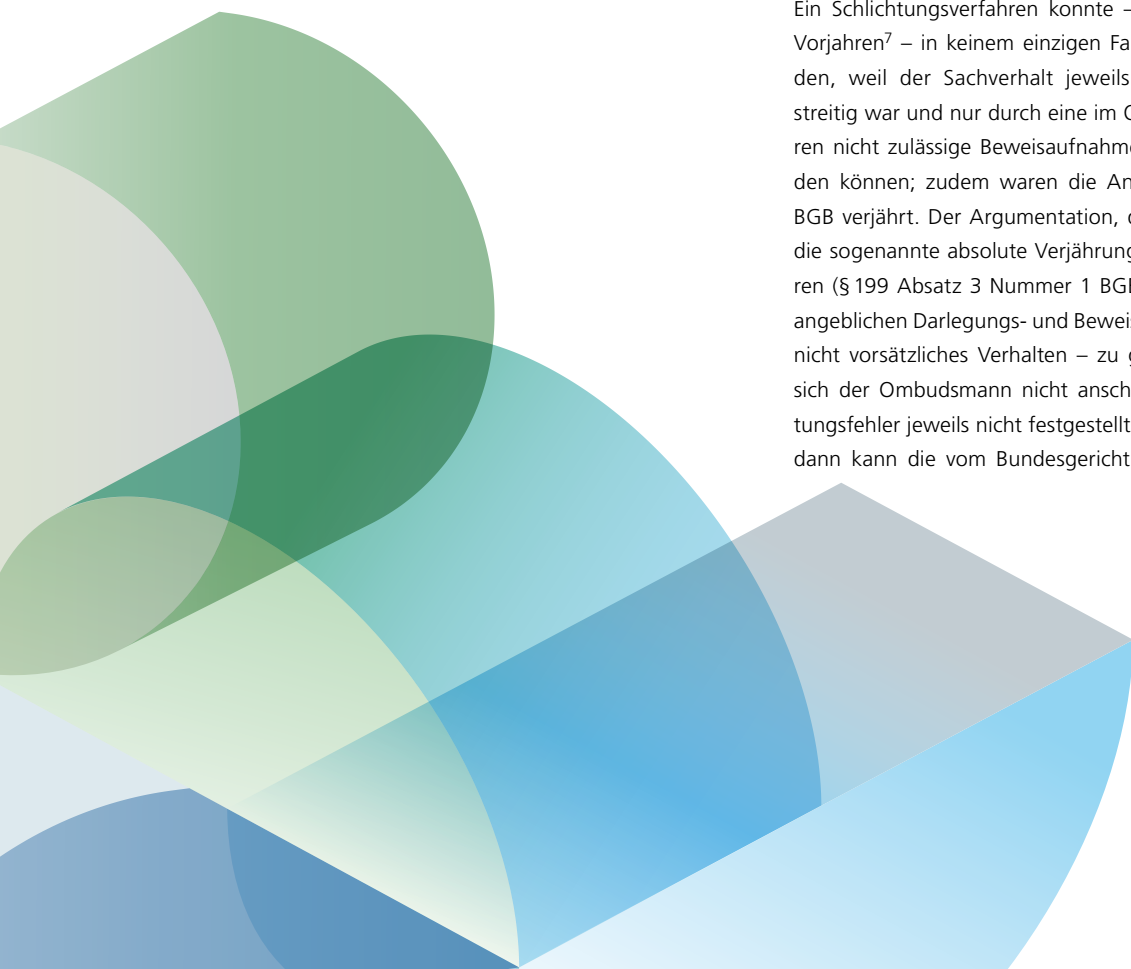 Ein Schlichtungsverfahren konnte –
Vorjahren⁷ – in keinem einzigen Fa
den, weil der Sachverhalt jeweils
streitig war und nur durch eine im
ren nicht zulässige Beweisaufnahm
den können; zudem waren die An
BGB verjährt. Der Argumentation,
die sogenannte absolute Verjährung
ren (§ 199 Absatz 3 Nummer 1 BG
angeblichen Darlegungs- und Bewei
nicht vorsätzliches Verhalten – zu
sich der Ombudsmann nicht ansch
tungsfehler jeweils nicht festgestellt
dann kann die vom Bundesgericht